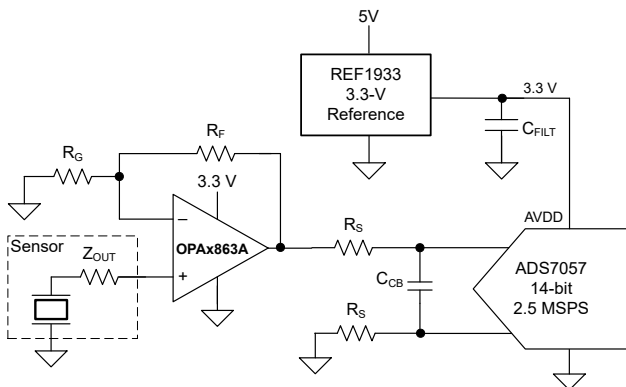 5V
REF1933
3.3-V
Reference
3.3 V
C_FILT
R_F
R_G
3.3 V
AVDD
−
OPAx863A
+
R_S
Sensor
Z_OUT
C_CB
ADS7057
14-bit
2.5 MSPS
R_S